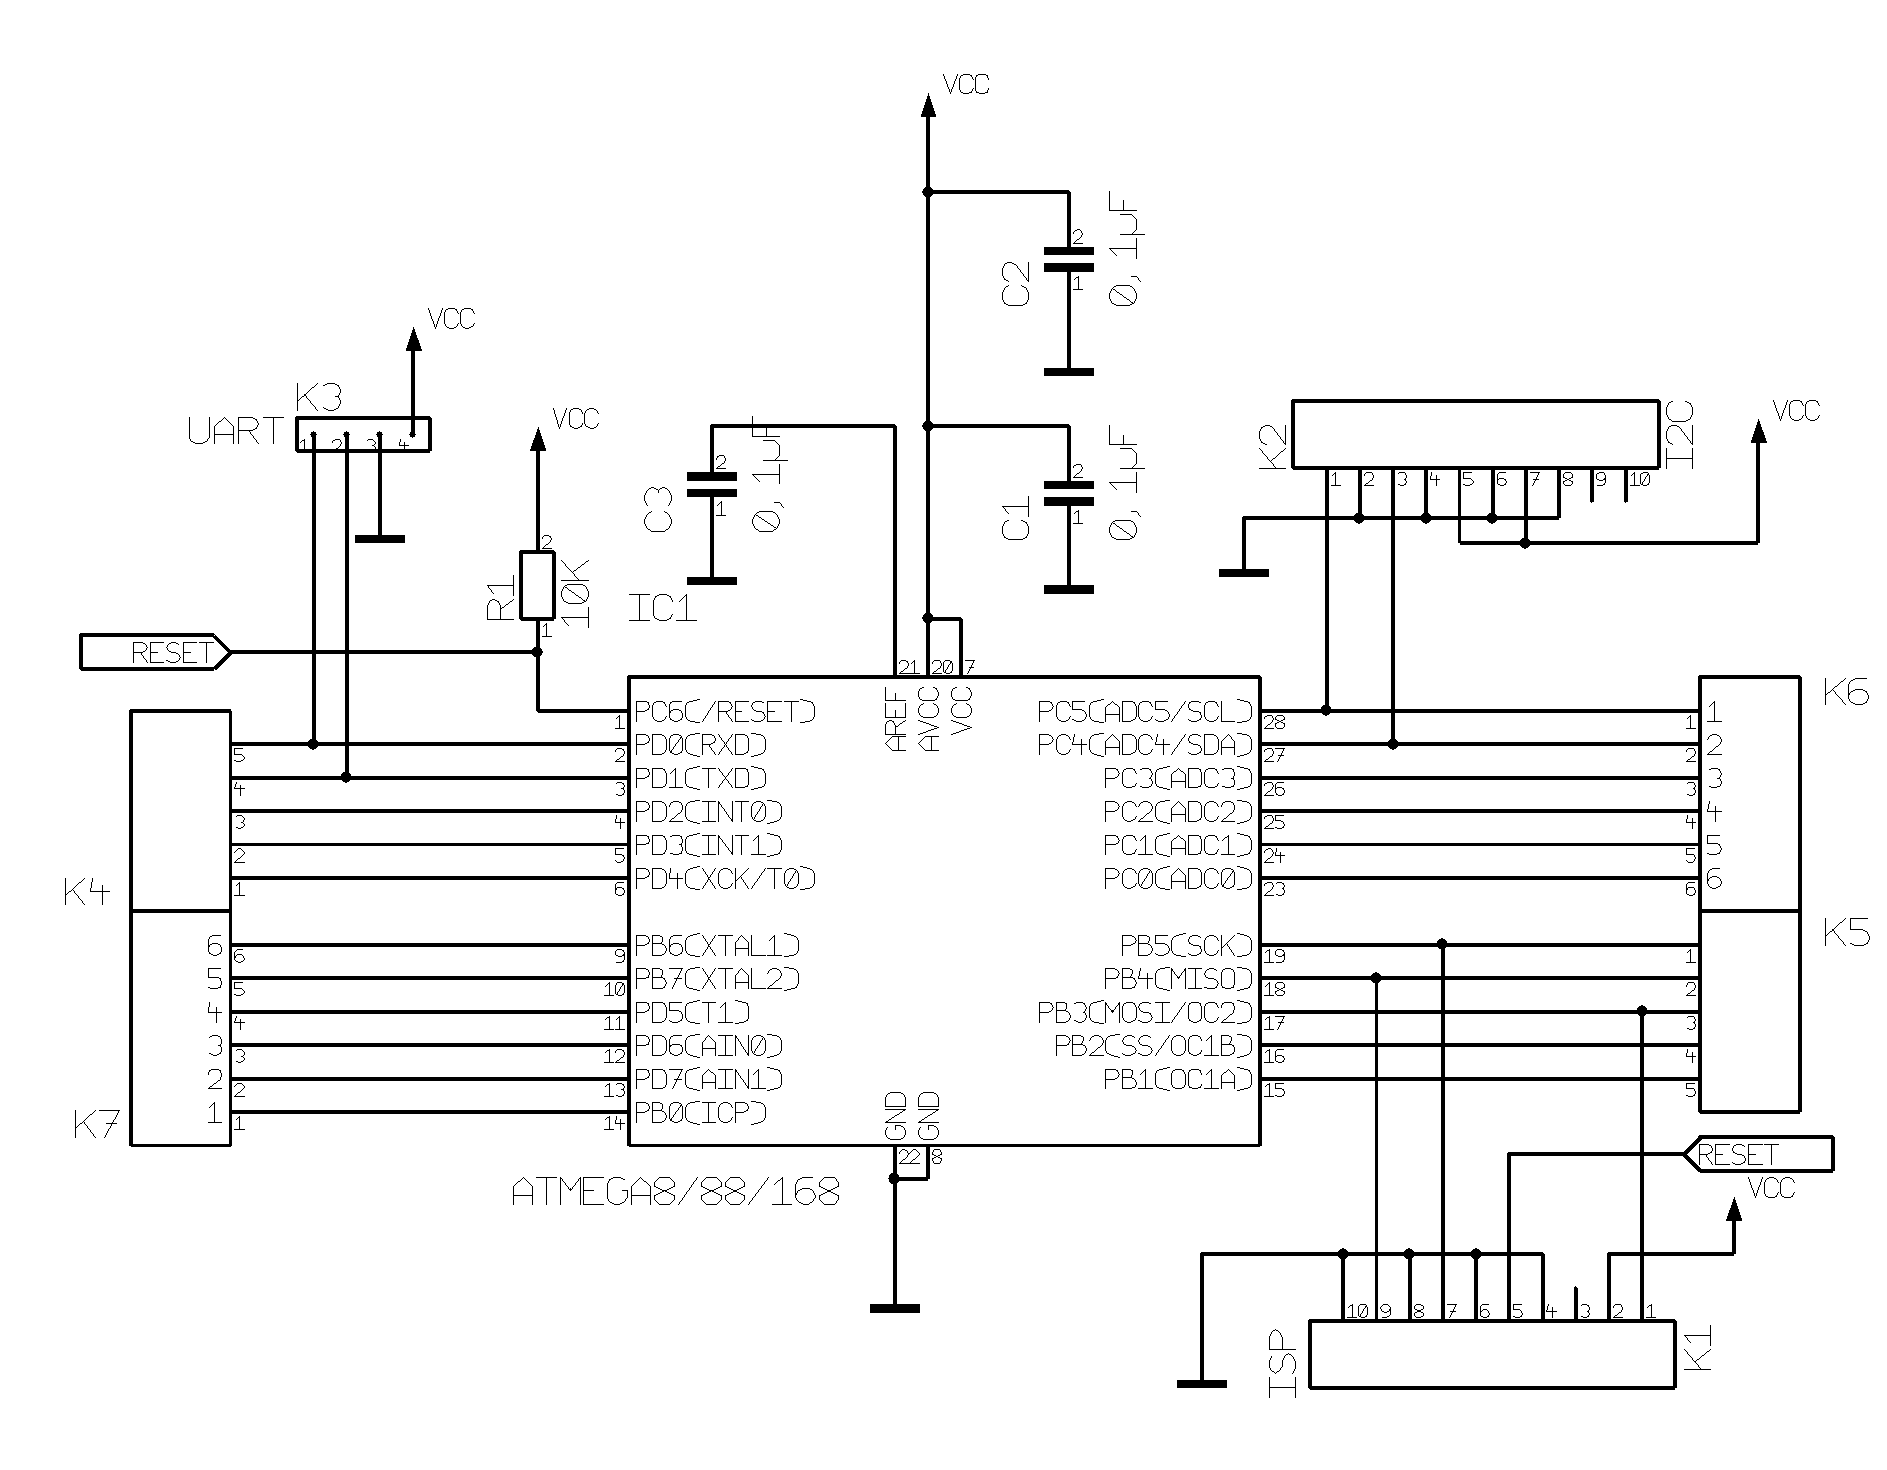 VCC
C2
2
1
0,1µF
VCC
K3
UART
1 2 3 4
VCC
2
R1
10K
1
C3
2
1
0,1µF
C1
2
1
0,1µF
K2
I2C
1 2 3 4 5 6 7 8 9 10
VCC
IC1
RESET
21 20 7
AREF
AVCC
VCC
1 PC6(/RESET)
5 2 PD0(RXD)
4 3 PD1(TXD)
3 4 PD2(INT0)
2 5 PD3(INT1)
1 6 PD4(XCK/T0)
K4
6 6 9 PB6(XTAL1)
5 5 10 PB7(XTAL2)
4 4 11 PD5(T1)
3 3 12 PD6(AIN0)
2 2 13 PD7(AIN1)
1 1 14 PB0(ICP)
K7
PC5(ADC5/SCL) 28 1 1
PC4(ADC4/SDA) 27 2 2
PC3(ADC3) 26 3 3
PC2(ADC2) 25 4 4
PC1(ADC1) 24 5 5
PC0(ADC0) 23 6 6
K6
K5
PB5(SCK) 19 1
PB4(MISO) 18 2
PB3(MOSI/OC2) 17 3
PB2(SS/OC1B) 16 4
PB1(OC1A) 15 5
GND
GND
22 8
ATMEGA8/88/168
RESET
VCC
10 9 8 7 6 5 4 3 2 1
ISP
K1